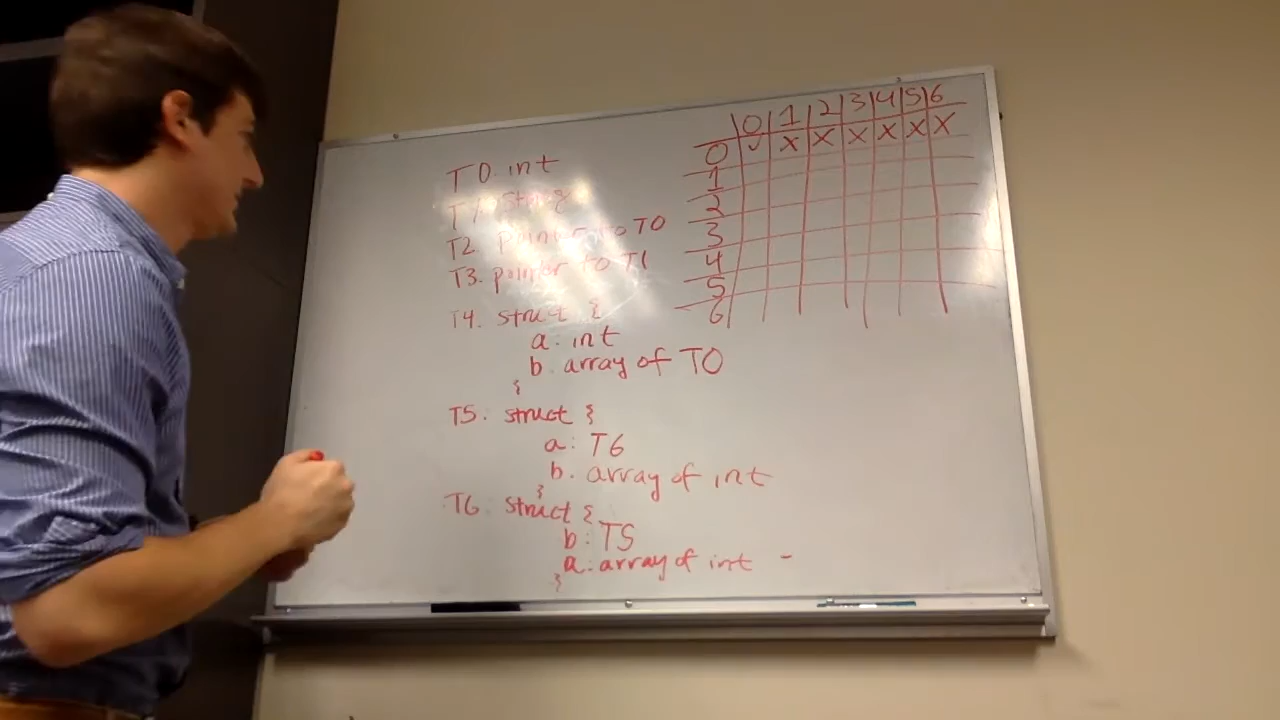 T0. int
T1. string
T2. pointer to T0
T3. pointer to T1
T4. struct {
a: int
b. array of T0
}
T5. struct {
a: T6
b. array of int
}
T6. struct {
b: T5
a: array of int -
}
0 1 2 3 4 5 6
0 ✓ X X X X X X
1
2
3
4
5
6